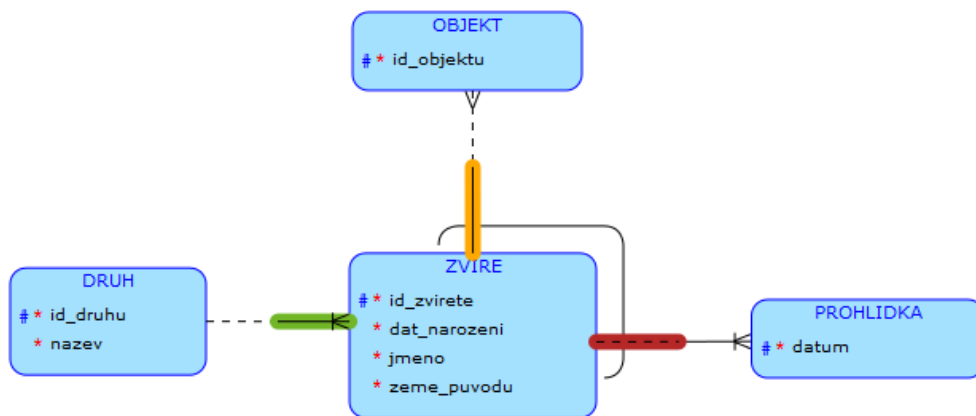 OBJEKT
# * id_objektu
DRUH
# * id_druhu
* nazev
ZVIRE
# * id_zvirete
* dat_narozeni
* jmeno
* zeme_puvodu
PROHLIDKA
# * datum